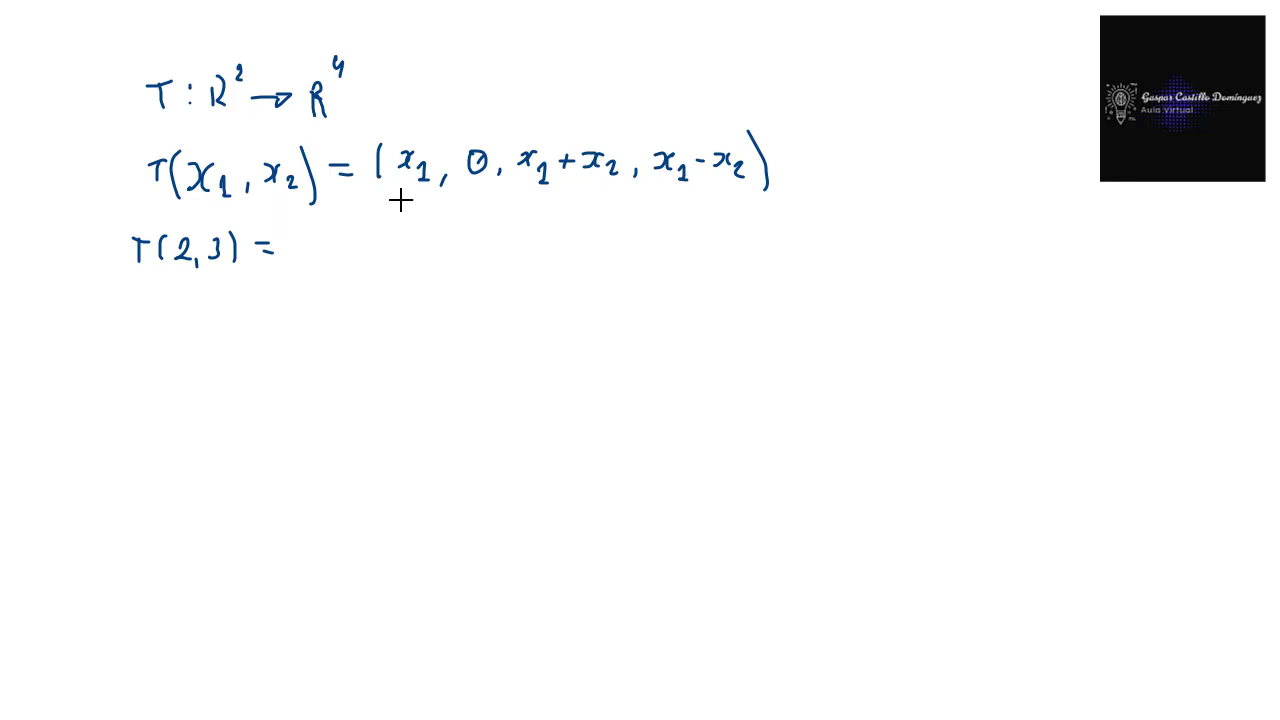 T : R² → R⁴
T(x₁, x₂) = (x₁, 0, x₁ + x₂, x₁ - x₂)
T(2,3) =
Gaspar Castillo Domínguez
Aula Virtual